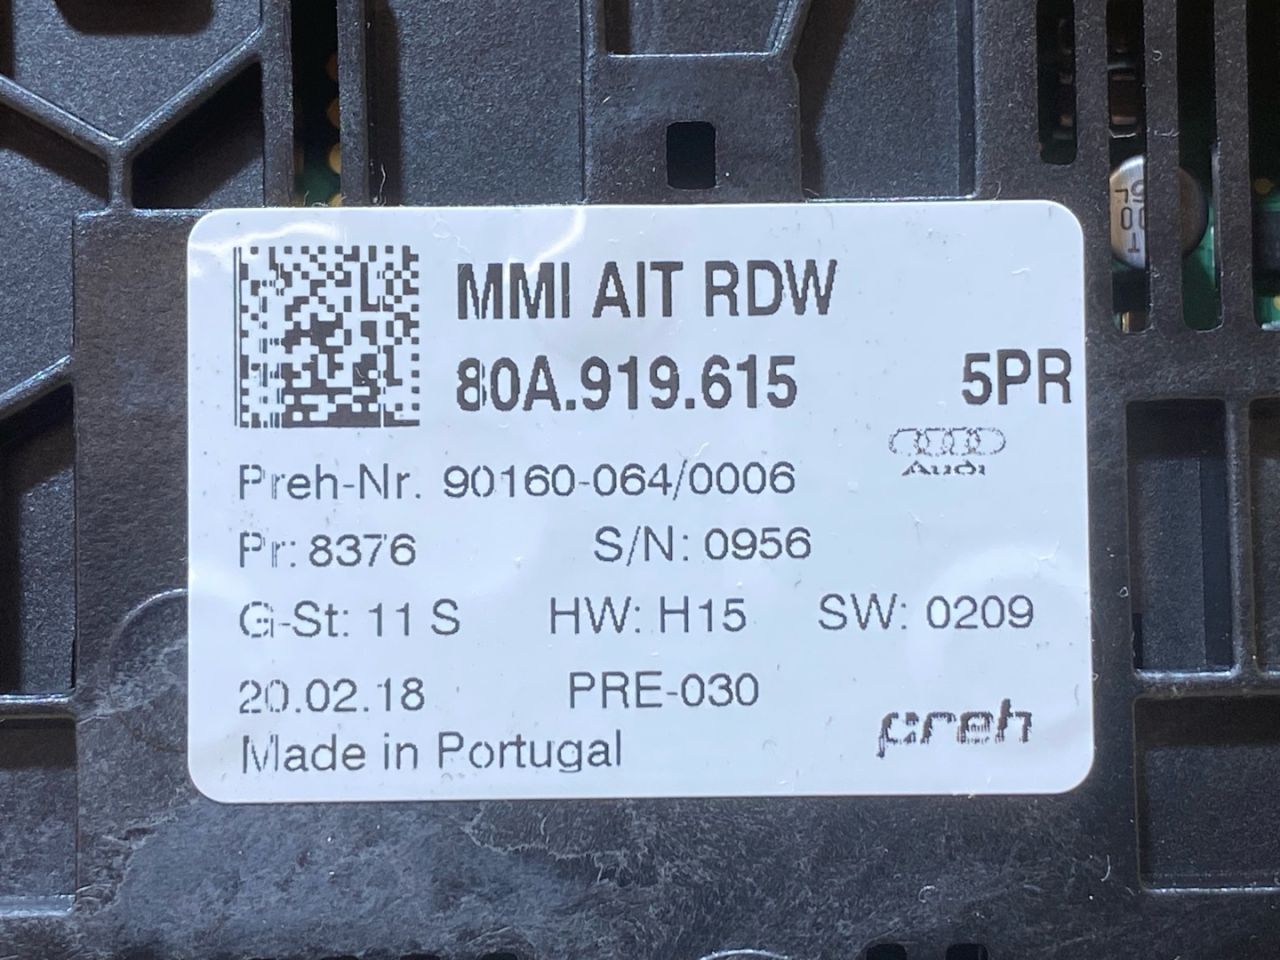 MMI AIT RDW
80A.919.615 5PR
Audi
Preh-Nr. 90160-064/0006
Pr: 8376 S/N: 0956
G-St: 11 S HW: H15 SW: 0209
20.02.18 PRE-030
preh
Made in Portugal